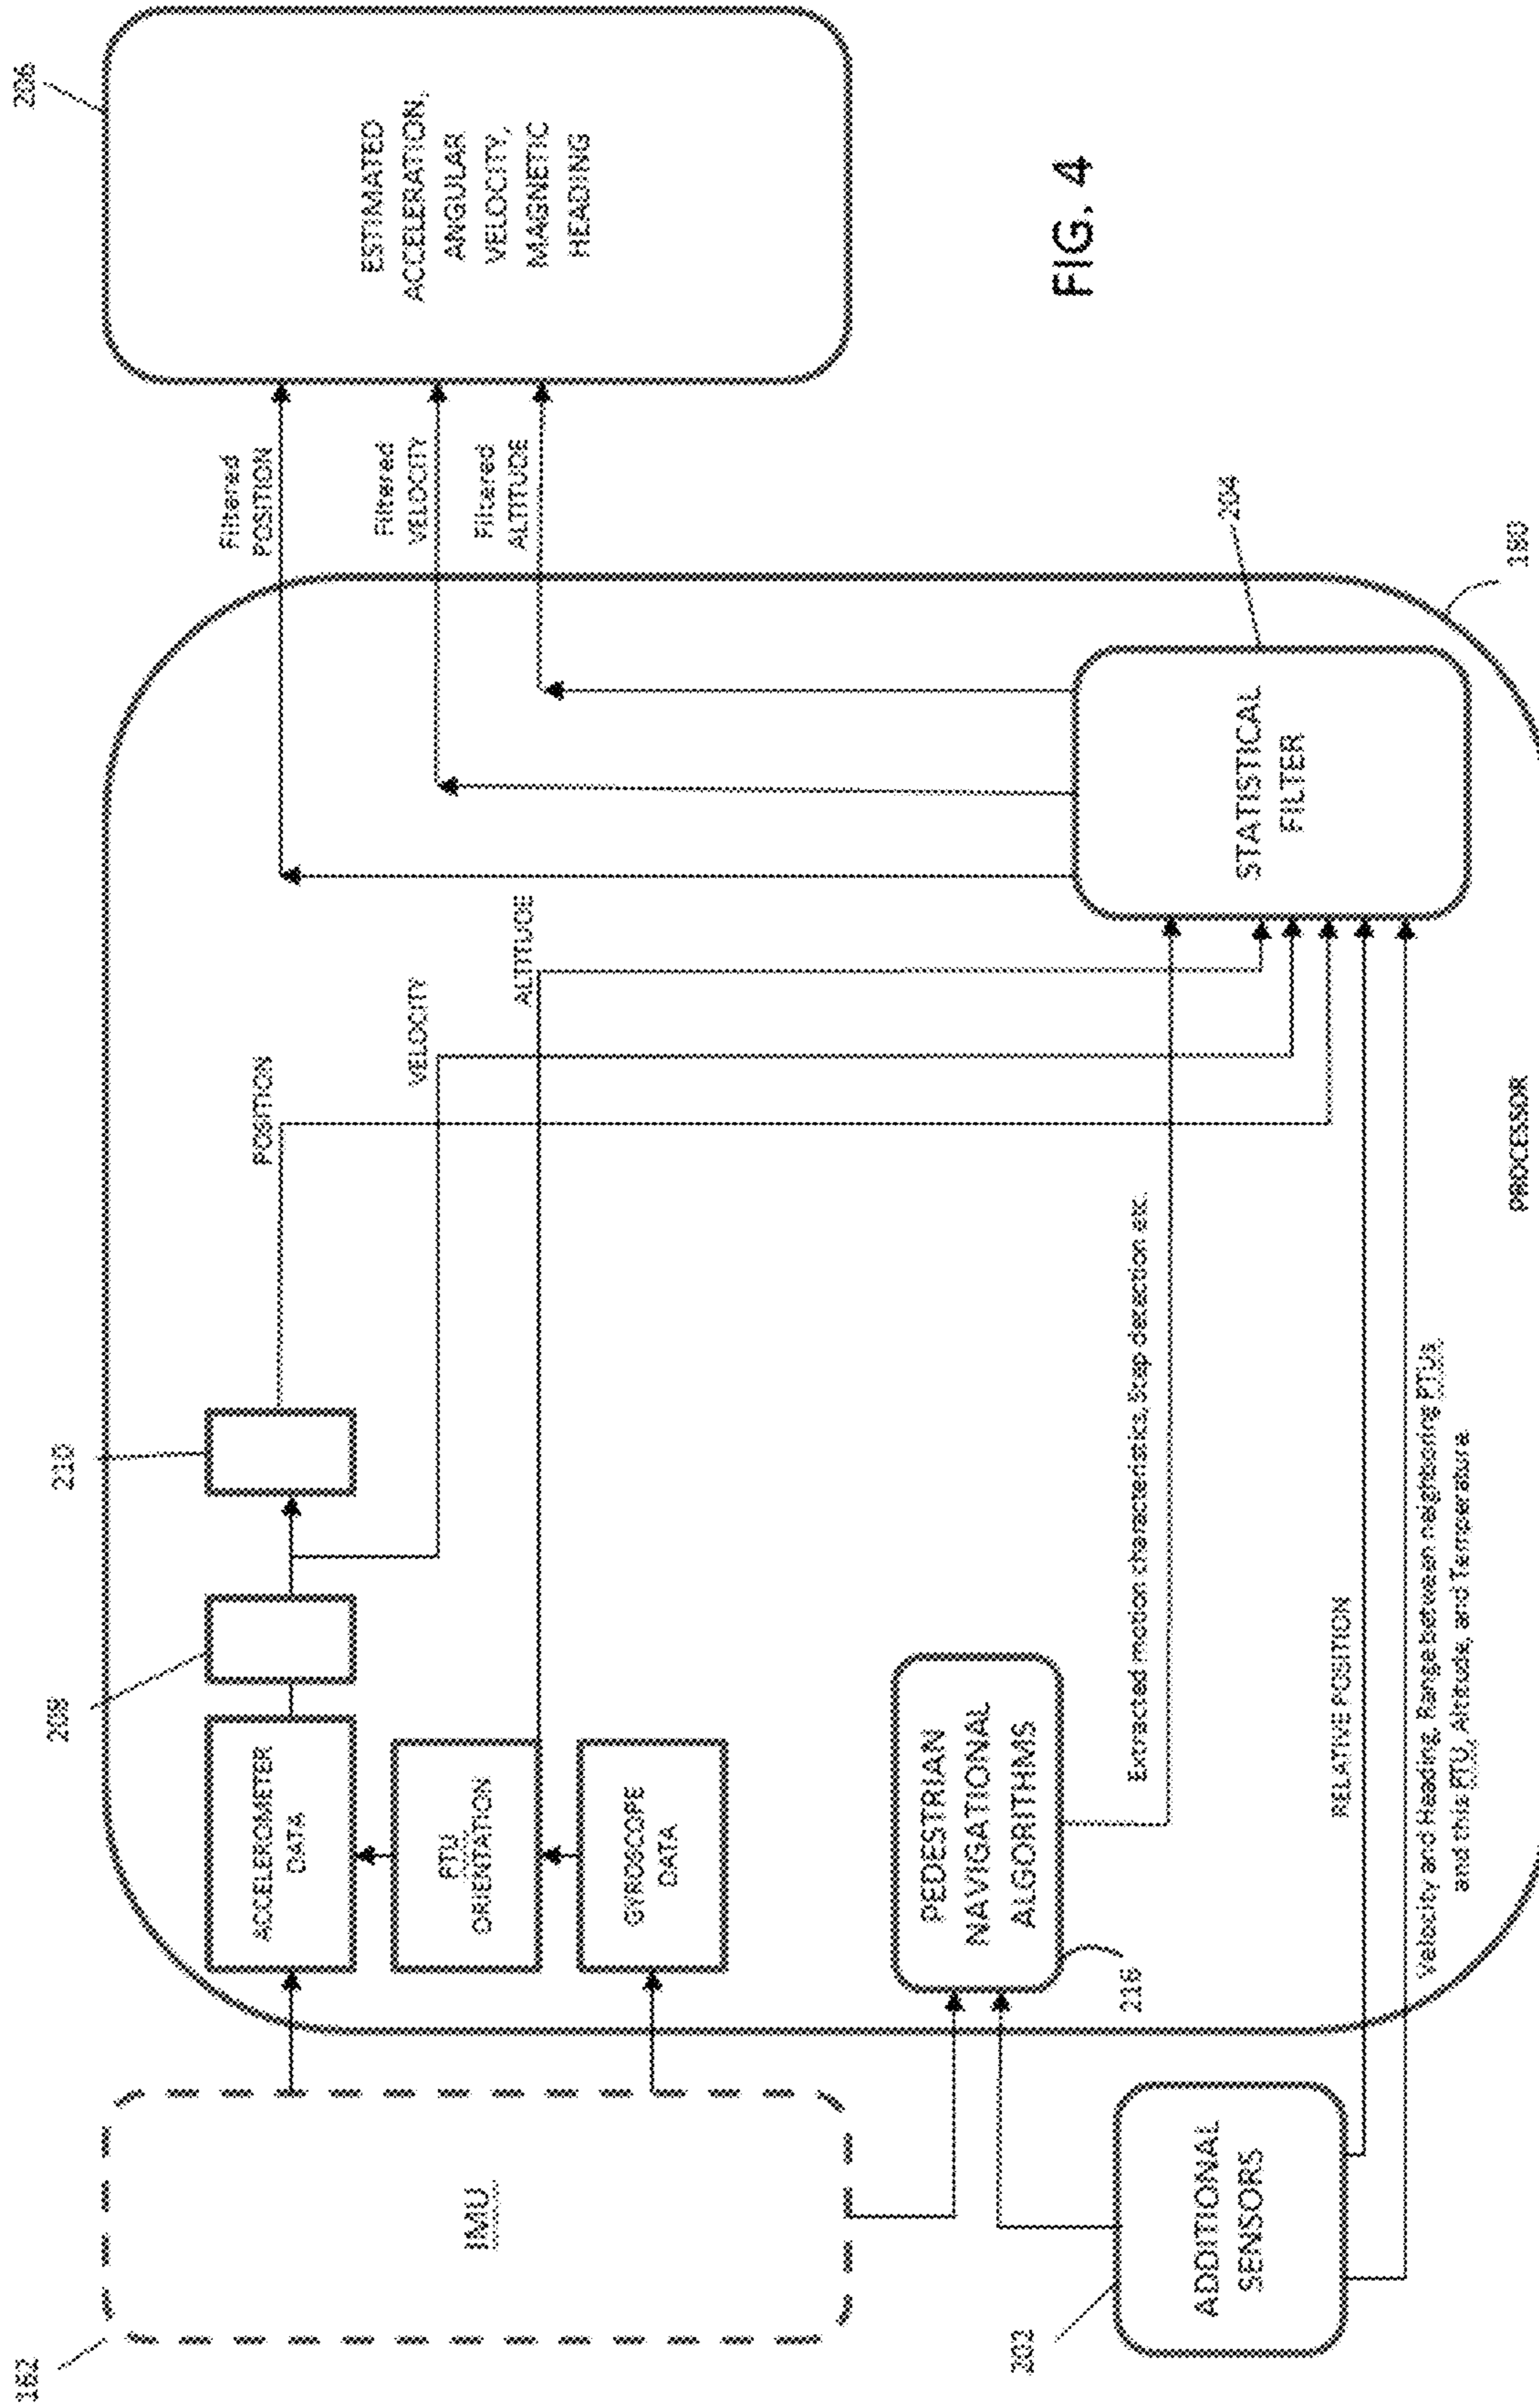 182
IMU
202
ADDITIONAL
SENSORS
ACCELEROMETER
DATA
PTU
ORIENTATION
GYROSCOPE
DATA
208
210
POSITION
VELOCITY
ALTITUDE
PEDESTRIAN
NAVIGATIONAL
ALGORITHMS
216
Extracted motion characteristics, Step detection etc.
RELATIVE POSITION
Velocity and Heading, Range between neighboring PTUs
and this PTU, Altitude, and Temperature
PROCESSOR
STATISTICAL
FILTER
204
190
Filtered
POSITION
Filtered
VELOCITY
Filtered
ALTITUDE
206
ESTIMATED
ACCELERATION,
ANGULAR
VELOCITY,
MAGNETIC
HEADING
FIG. 4